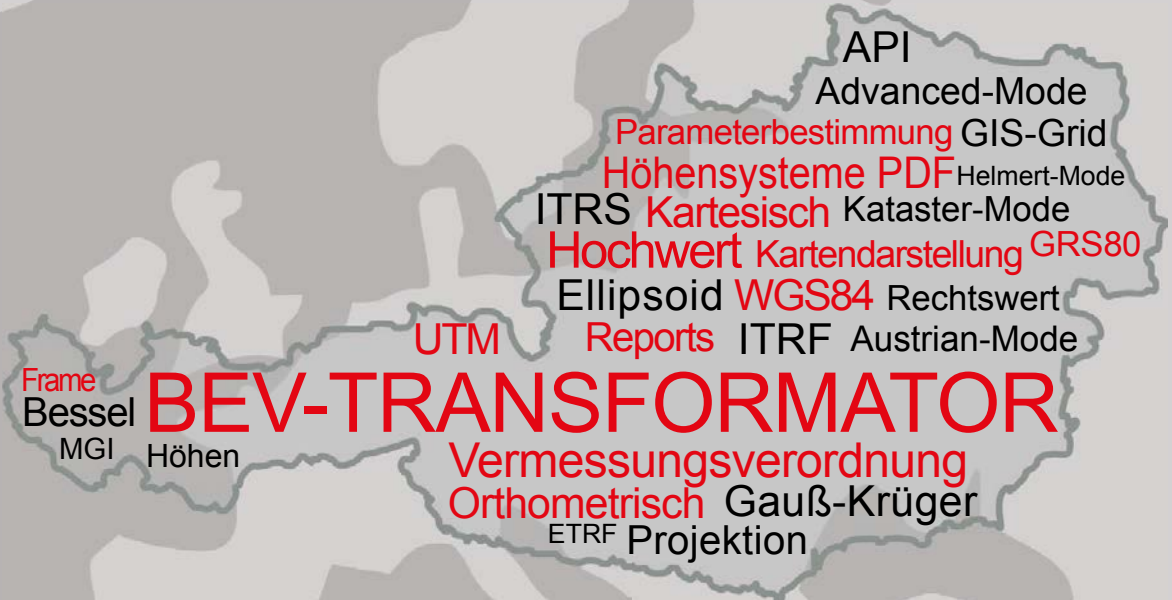 API
Advanced-Mode
Parameterbestimmung GIS-Grid
Höhensysteme PDF Helmert-Mode
ITRS Kartesisch Kataster-Mode
Hochwert Kartendarstellung GRS80
Ellipsoid WGS84 Rechtswert
UTM Reports ITRF Austrian-Mode
Frame
BEV-TRANSFORMATOR
Bessel
MGI Höhen
Vermessungsverordnung
Orthometrisch Gauß-Krüger
ETRF Projektion